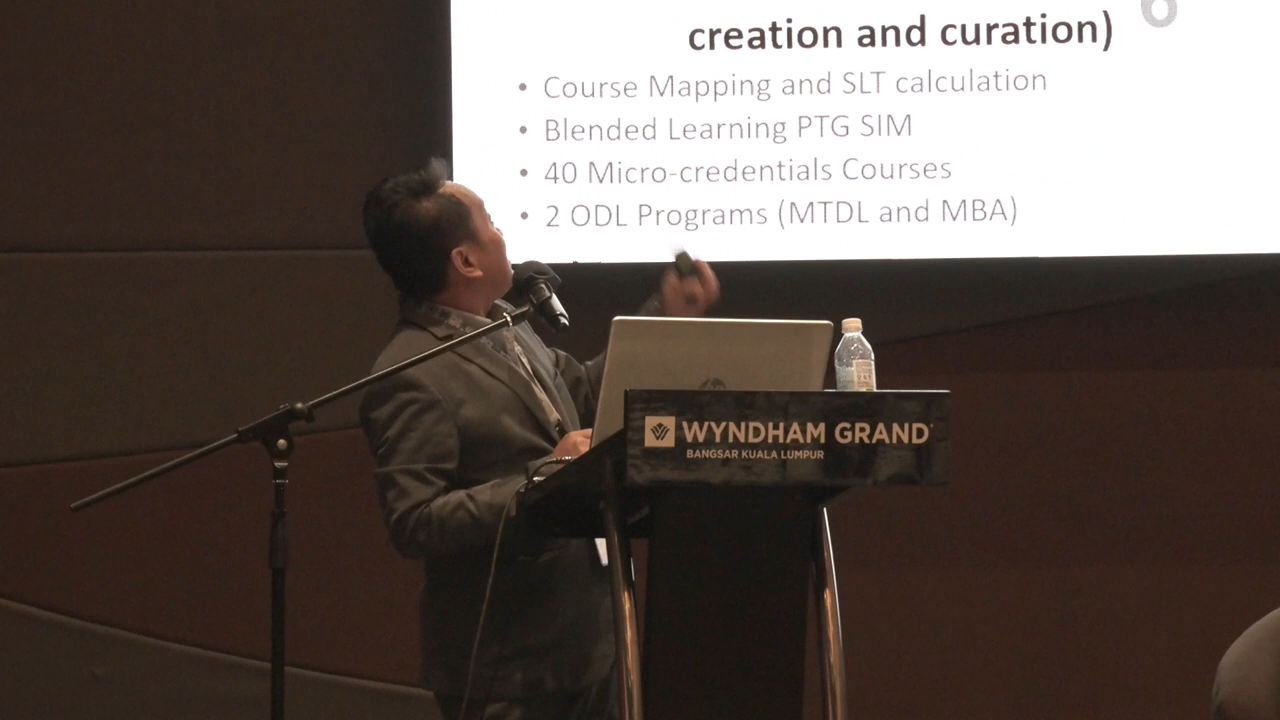 6
creation and curation)
• Course Mapping and SLT calculation
• Blended Learning PTG SIM
• 40 Micro-credentials Courses
• 2 ODL Programs (MTDL and MBA)
WYNDHAM GRAND
BANGSAR KUALA LUMPUR